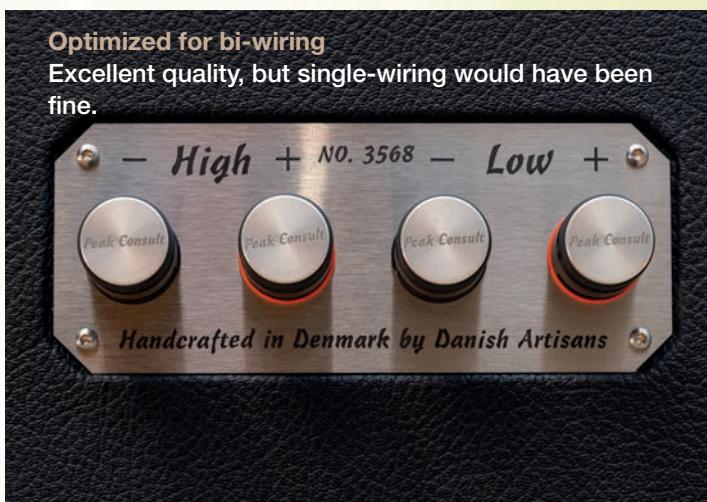 Optimized for bi-wiring
Excellent quality, but single-wiring would have been
fine.
– High + NO. 3568 – Low +
Peak Consult Peak Consult Peak Consult Peak Consult
Handcrafted in Denmark by Danish Artisans